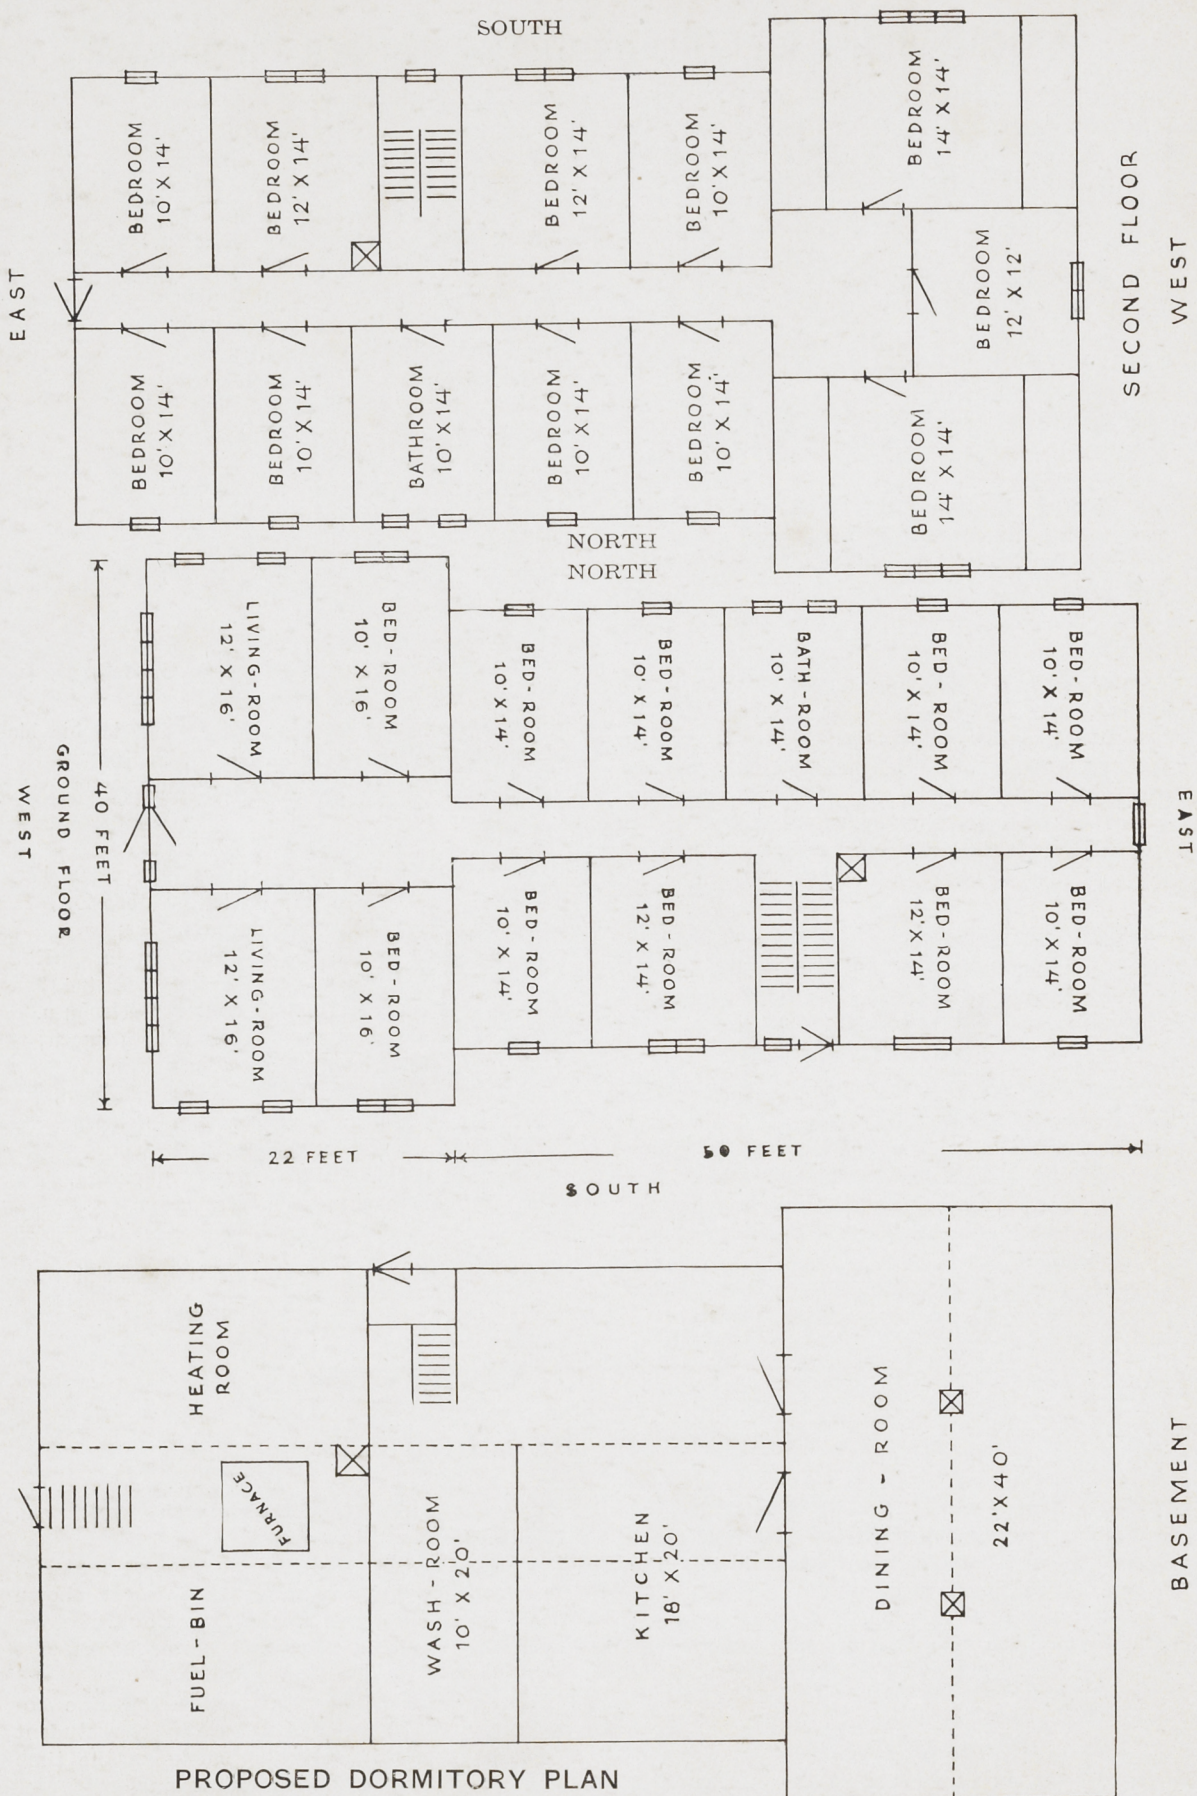 SOUTH
EAST
BEDROOM
10' X 14'
BEDROOM
12' X 14'
BEDROOM
12' X 14'
BEDROOM
10' X 14'
BEDROOM
14' X 14'
BEDROOM
12' X 12'
BEDROOM
10' X 14'
BEDROOM
10' X 14'
BATHROOM
10' X 14'
BEDROOM
10' X 14'
BEDROOM
10' X 14'
BEDROOM
14' X 14'
SECOND FLOOR
WEST
NORTH
NORTH
WEST
GROUND FLOOR
40 FEET
LIVING-ROOM
12' X 16'
BED-ROOM
10' X 16'
BED-ROOM
10' X 14'
BED-ROOM
10' X 14'
BATH-ROOM
10' X 14'
BED-ROOM
10' X 14'
BED-ROOM
10' X 14'
EAST
LIVING-ROOM
12' X 16'
BED-ROOM
10' X 16'
BED-ROOM
10' X 14'
BED-ROOM
12' X 14'
BED-ROOM
12' X 14'
BED-ROOM
10' X 14'
22 FEET
50 FEET
SOUTH
HEATING
ROOM
FURNACE
FUEL-BIN
WASH-ROOM
10' X 20'
KITCHEN
18' X 20'
DINING-ROOM
22' X 40'
BASEMENT
PROPOSED DORMITORY PLAN